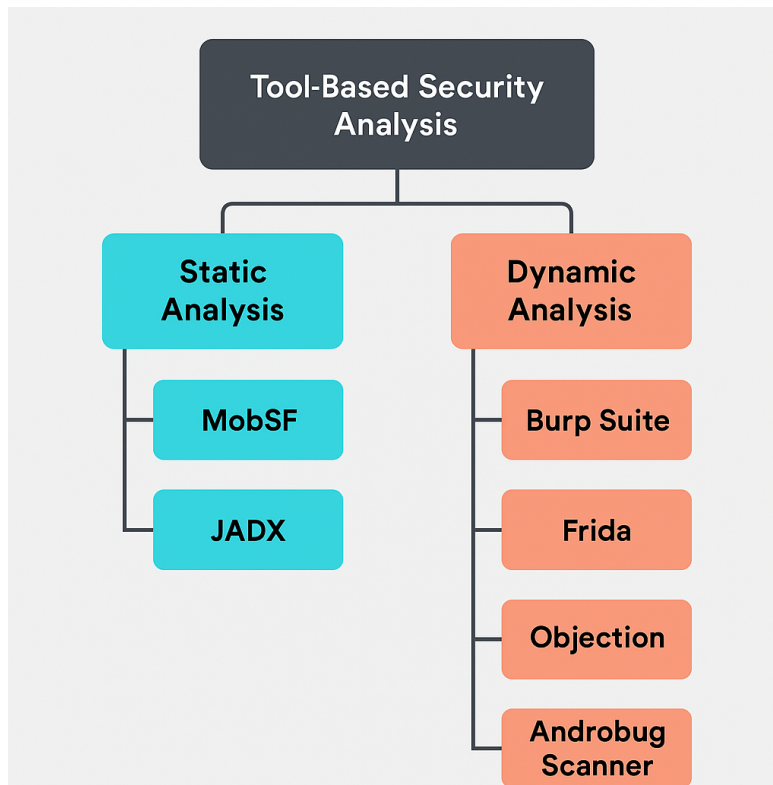 Tool-Based Security
Analysis
Static
Analysis
MobSF
JADX
Dynamic
Analysis
Burp Suite
Frida
Objection
Androbug
Scanner